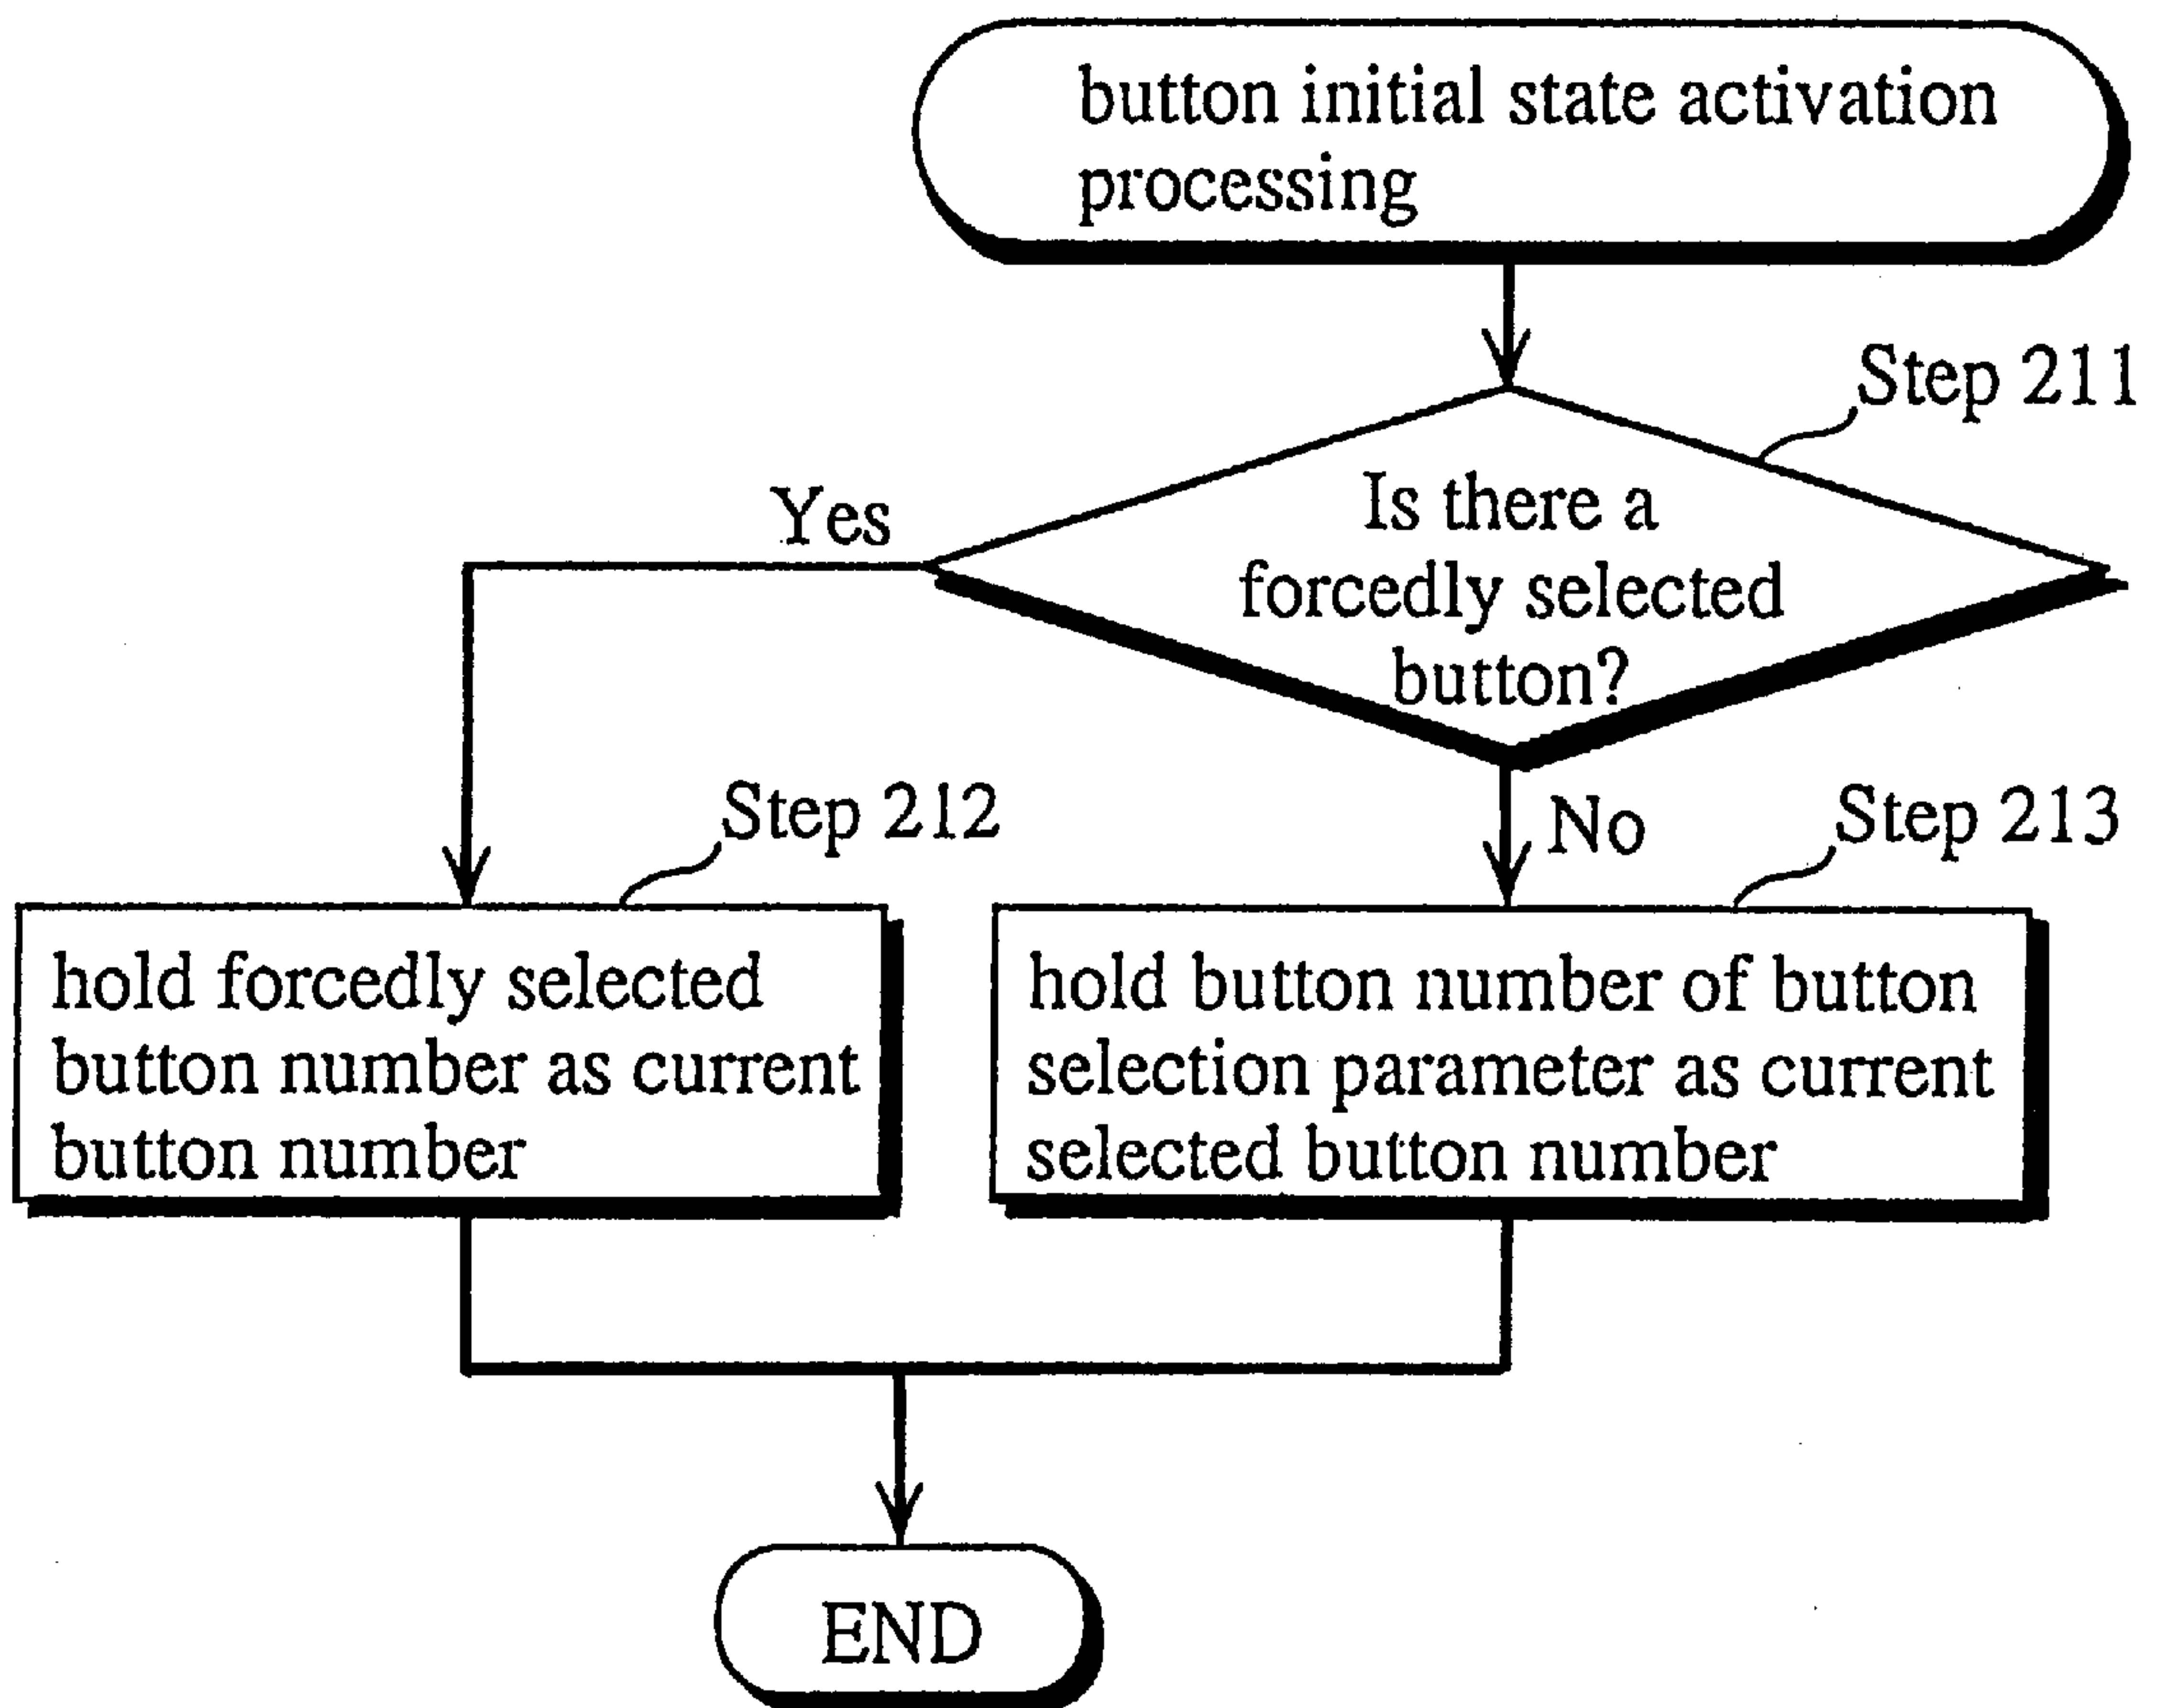 button initial state activation
processing
Step 211
Is there a
forcedly selected
button?
Yes
No
Step 212
hold forcedly selected
button number as current
button number
Step 213
hold button number of button
selection parameter as current
selected button number
END